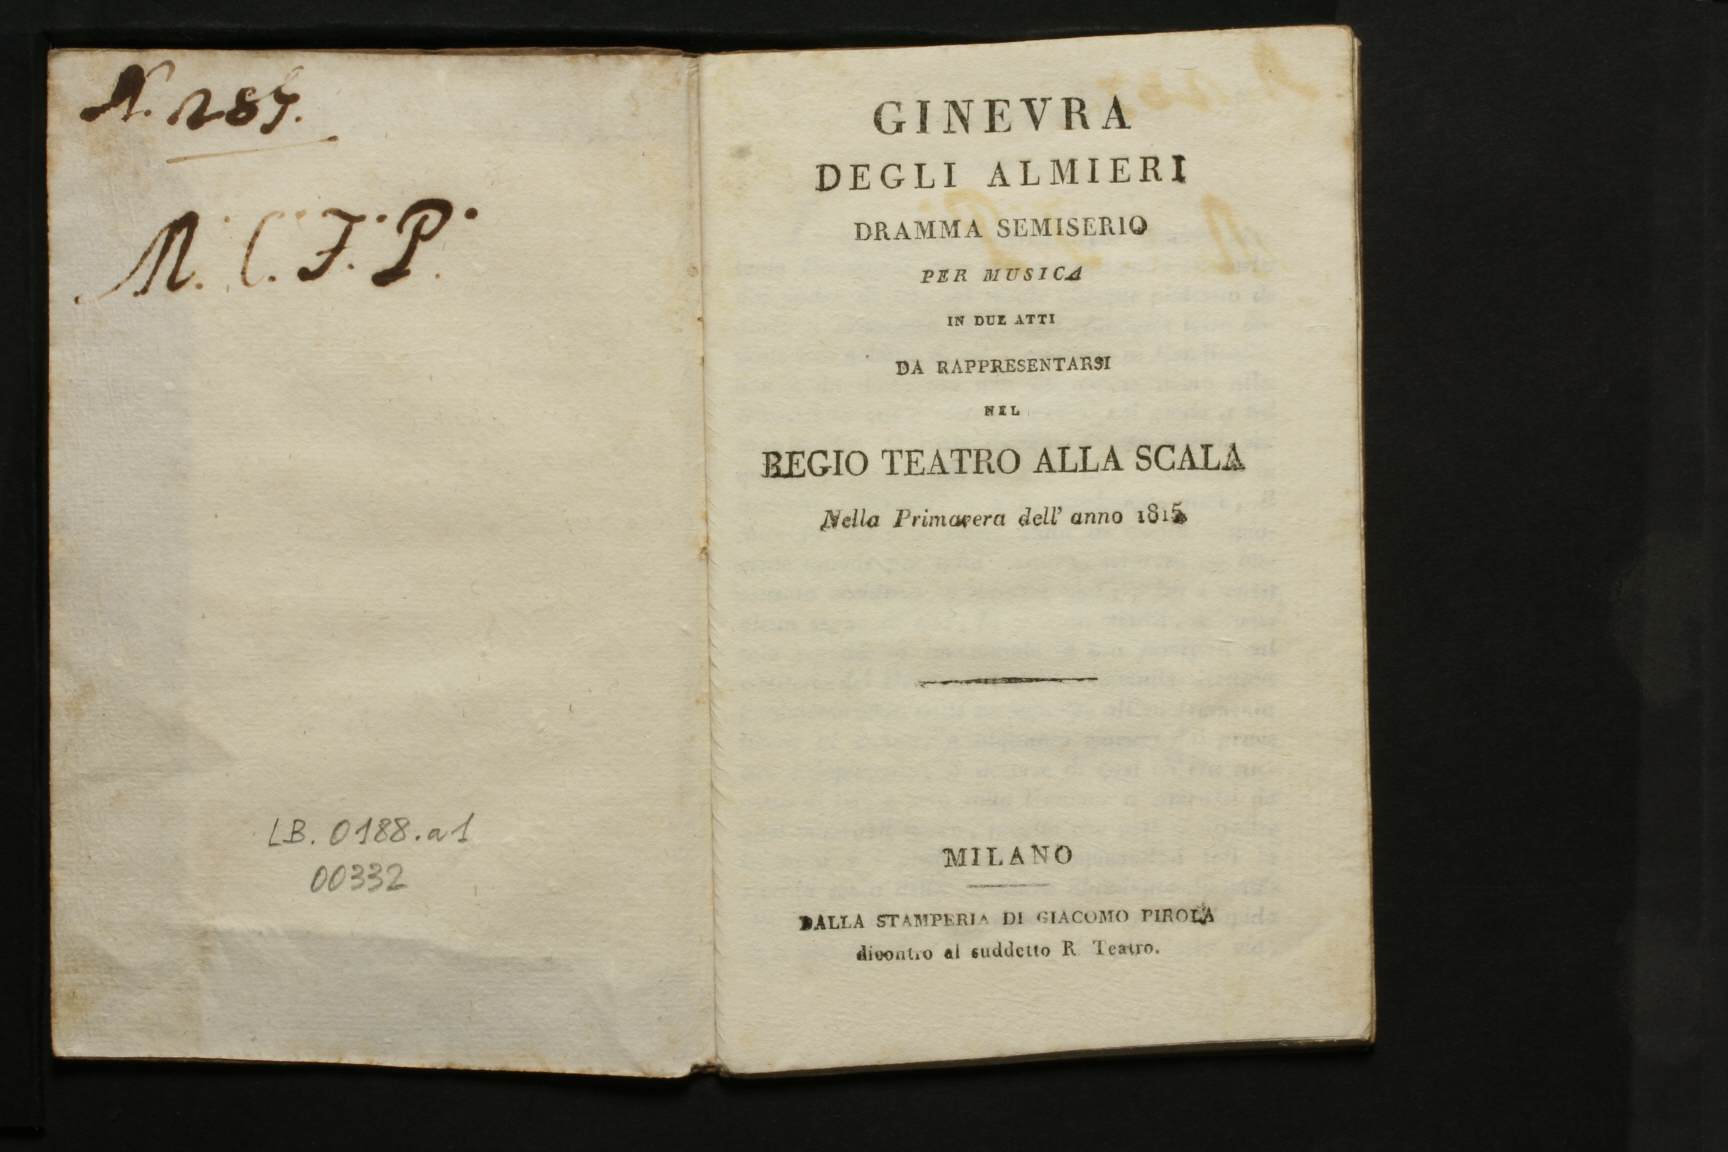 N. 285.
M. C. F. P.
LB. 0188.a1
00332
GINEVRA
DEGLI ALMIERI
DRAMMA SEMISERIO
PER MUSICA
IN DUE ATTI
DA RAPPRESENTARSI
NEL
REGIO TEATRO ALLA SCALA
Nella Primavera dell' anno 1815.
MILANO
DALLA STAMPERIA DI GIACOMO PIROLA
dicontro al suddetto R. Teatro.